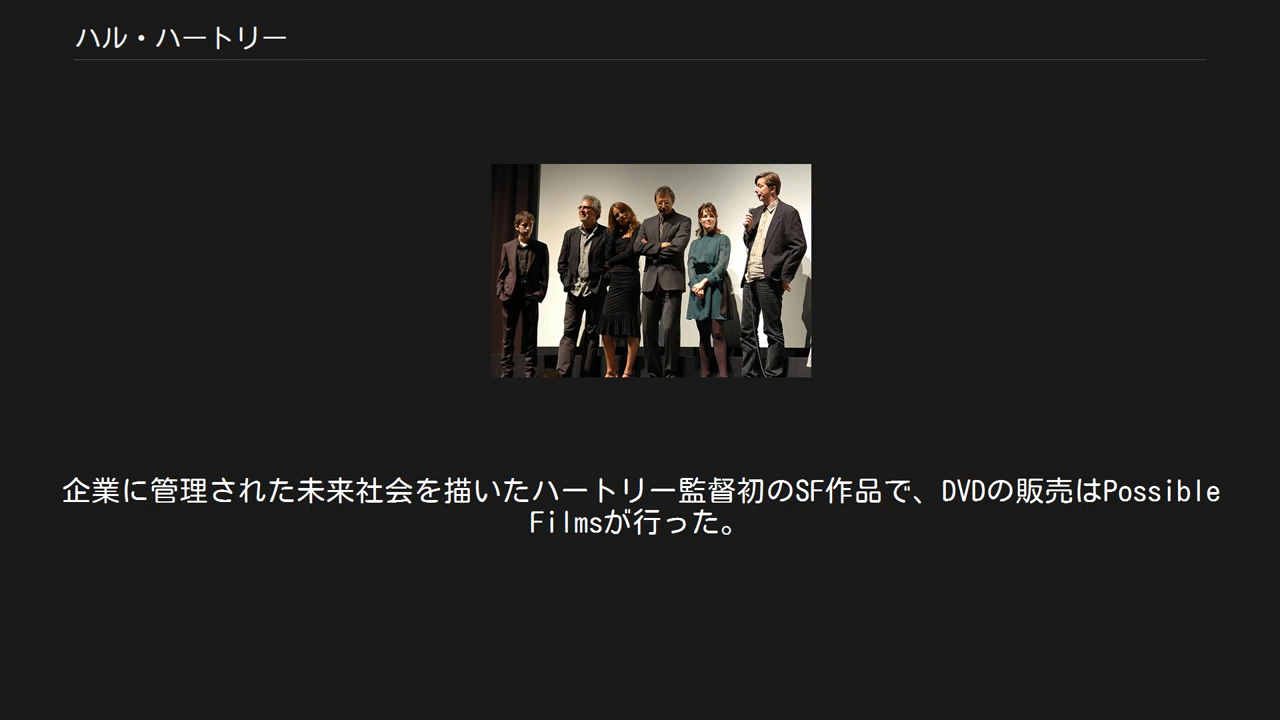 ハル・ハートリー
企業に管理された未来社会を描いたハートリー監督初のSF作品で、DVDの販売はPossible
Filmsが行った。